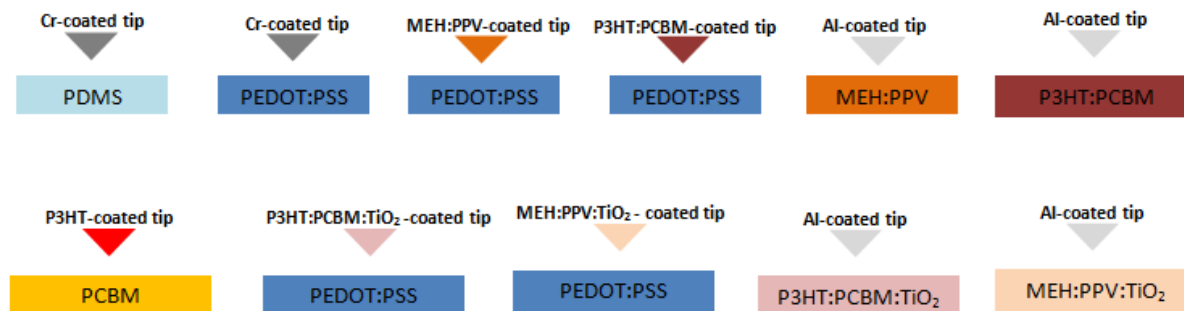 Cr-coated tip
Cr-coated tip
MEH:PPV-coated tip
P3HT:PCBM-coated tip
Al-coated tip
Al-coated tip
PDMS
PEDOT:PSS
PEDOT:PSS
PEDOT:PSS
MEH:PPV
P3HT:PCBM
P3HT-coated tip
P3HT:PCBM:TiO₂ -coated tip
MEH:PPV:TiO₂ - coated tip
Al-coated tip
Al-coated tip
PCBM
PEDOT:PSS
PEDOT:PSS
P3HT:PCBM:TiO₂
MEH:PPV:TiO₂